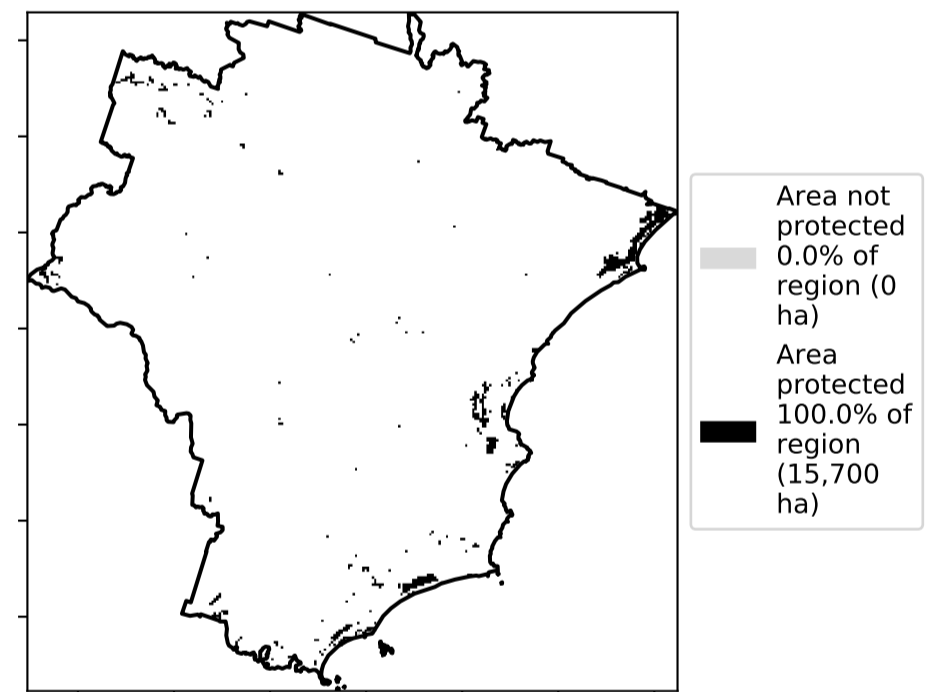 Area not
protected
0.0% of
region (0
ha)
Area
protected
100.0% of
region
(15,700
ha)